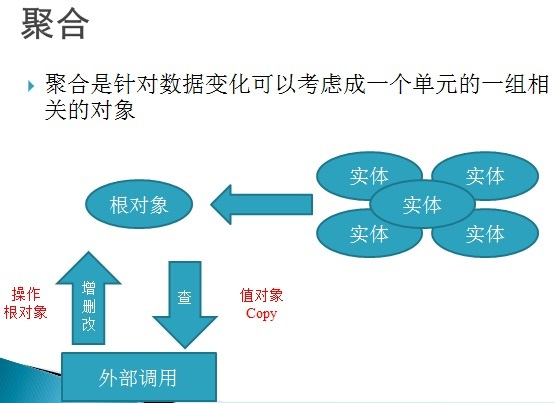 聚合
聚合是针对数据变化可以考虑成一个单元的一组相
关的对象
实体
实体
根对象
实体
实体
实体
操作
根对象
增
删
改
查
值对象
Copy
外部调用